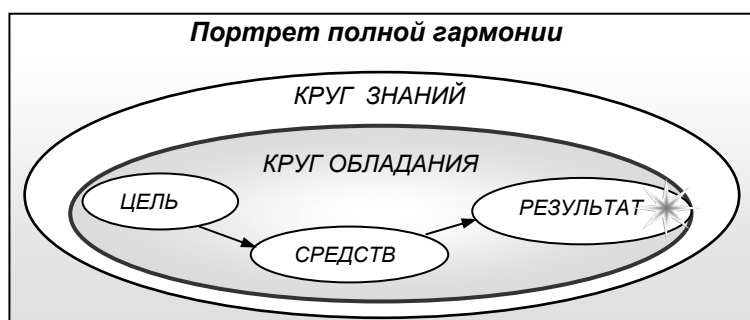 Портрет полной гармонии
КРУГ ЗНАНИЙ
КРУГ ОБЛАДАНИЯ
ЦЕЛЬ
РЕЗУЛЬТАТ
СРЕДСТВ